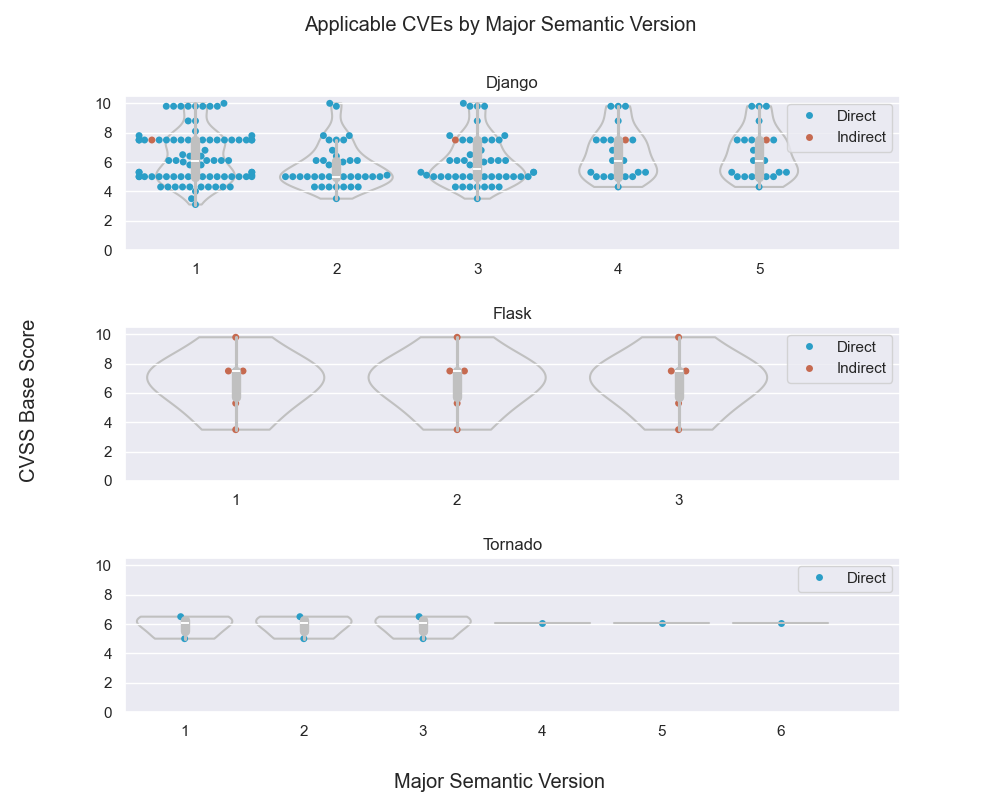 Applicable CVEs by Major Semantic Version
Django
10
8
6
4
2
0
Direct
Indirect
1 2 3 4 5
Flask
10
8
6
4
2
0
Direct
Indirect
1 2 3
CVSS Base Score
Tornado
10
8
6
4
2
0
Direct
1 2 3 4 5 6
Major Semantic Version